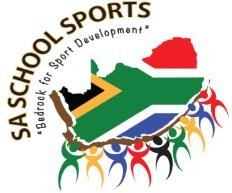 SA SCHOOL SPORTS
"Bedrock for Sport Development"